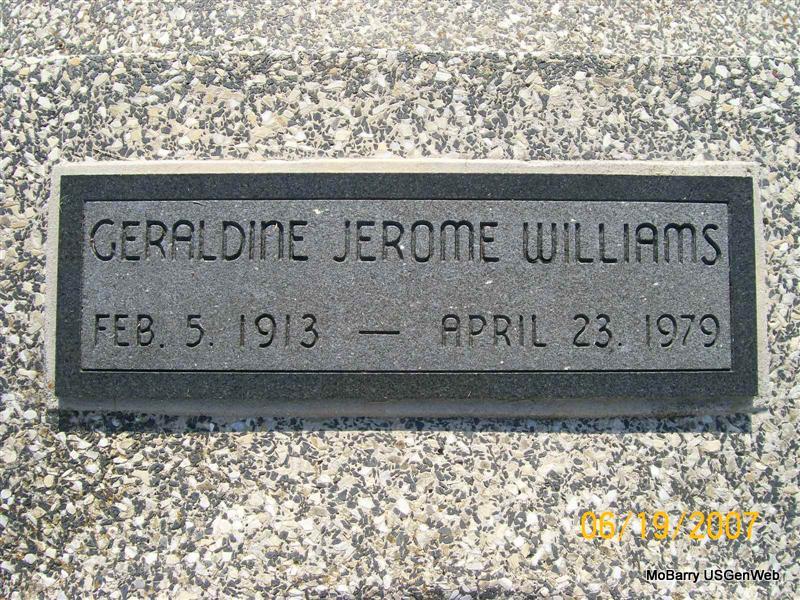 GERALDINE JEROME WILLIAMS
FEB. 5. 1913 — APRIL 23. 1979
06/19/2007
MoBarry USGenWeb